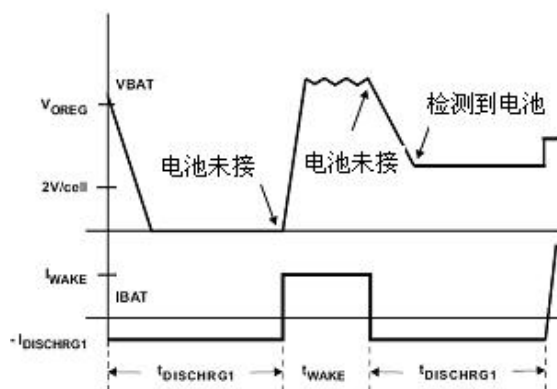 VBAT
VOREG
检测到电池
电池未接
电池未接
2V/cell
IWAKE
IBAT
- IDISCHRG1
tDISCHRG1
tWAKE
tDISCHRG1